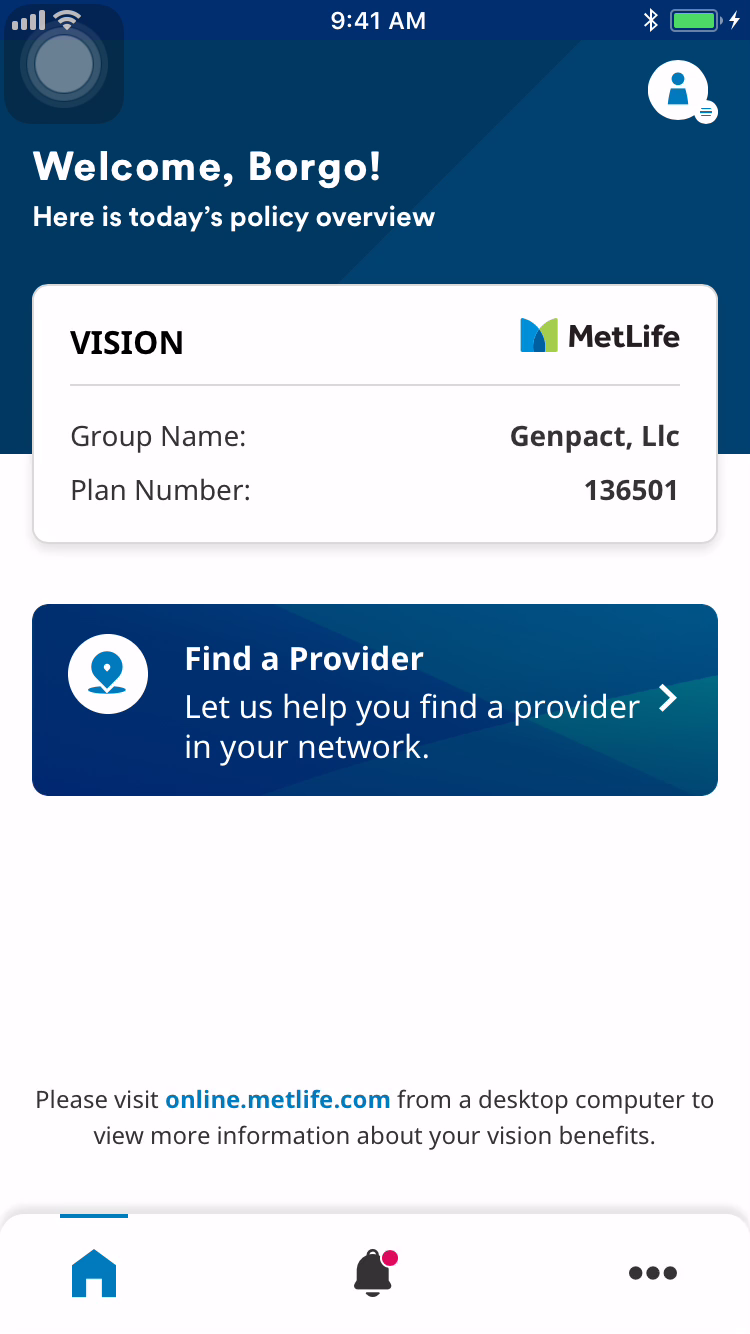 9:41 AM
Welcome, Borgo!
Here is today’s policy overview
VISION
MetLife
Group Name:
Genpact, Llc
Plan Number:
136501
Find a Provider
Let us help you find a provider
in your network.
Please visit online.metlife.com from a desktop computer to
view more information about your vision benefits.